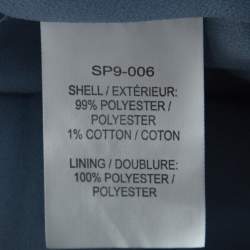 SP9-006
SHELL / EXTÉRIEUR:
99% POLYESTER /
POLYESTER
1% COTTON / COTON
LINING / DOUBLURE:
100% POLYESTER /
POLYESTER